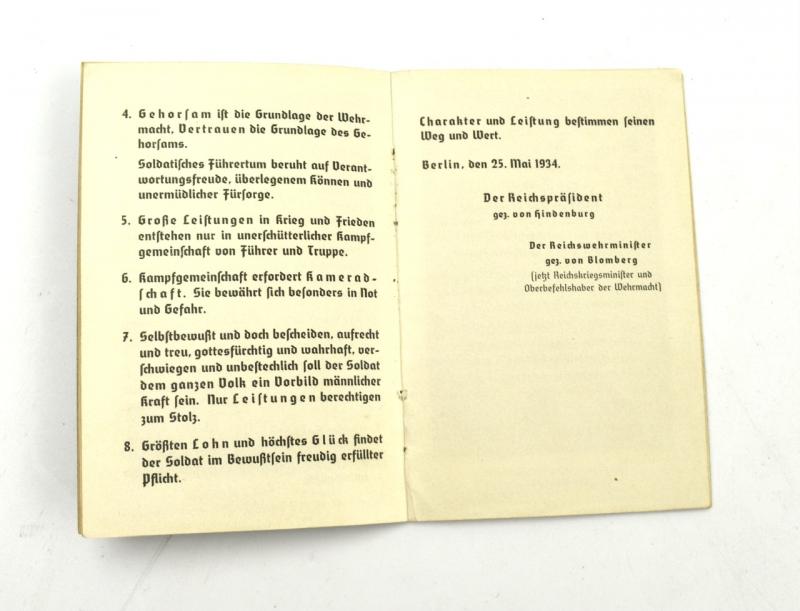 4. Gehorsam ist die Grundlage der Wehr-
macht, Vertrauen die Grundlage des Ge-
horsams.
Soldatisches Führertum beruht auf Verant-
wortungsfreude, überlegenem Können und
unermüdlicher Fürsorge.
5. Große Leistungen in Krieg und Frieden
entstehen nur in unerschütterlicher Kampf-
gemeinschaft von Führer und Truppe.
6. Kampfgemeinschaft erfordert Kamerad-
schaft. Sie bewährt sich besonders in Not
und Gefahr.
7. Selbstbewußt und doch bescheiden, aufrecht
und treu, gottesfürchtig und wahrhaft, ver-
schwiegen und unbestechlich soll der Soldat
dem ganzen Volk ein Vorbild männlicher
Kraft sein. Nur Leistungen berechtigen
zum Stolz.
8. Größten Lohn und höchstes Glück findet
der Soldat im Bewußtsein freudig erfüllter
Pflicht.
Charakter und Leistung bestimmen seinen
Weg und Wert.
Berlin, den 25. Mai 1934.
Der Reichspräsident
gez. von Hindenburg
Der Reichswehrminister
gez. von Blomberg
(jetzt Reichskriegsminister und
Oberbefehlshaber der Wehrmacht)